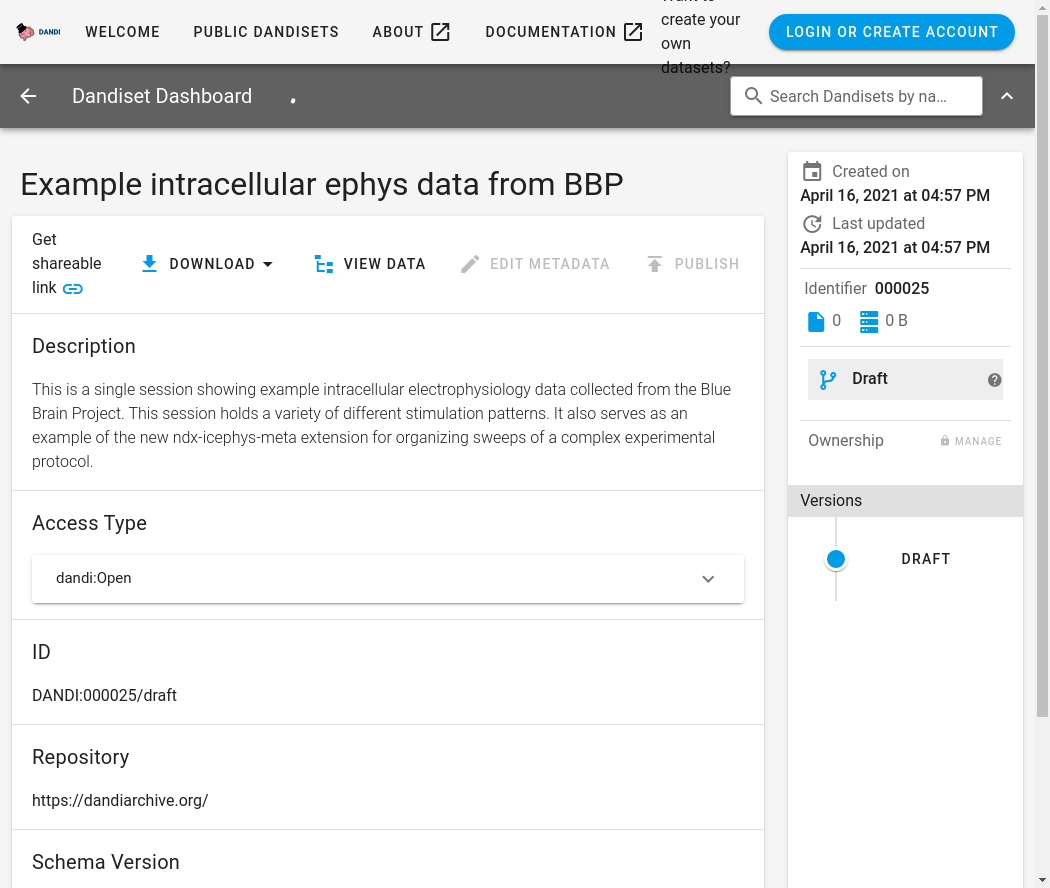 DANDI
WELCOME
PUBLIC DANDISETS
ABOUT
DOCUMENTATION
create your
own
datasets?
LOGIN OR CREATE ACCOUNT
Dandiset Dashboard
Search Dandisets by na…
Example intracellular ephys data from BBP
Get
shareable
link
DOWNLOAD
VIEW DATA
EDIT METADATA
PUBLISH
Description
This is a single session showing example intracellular electrophysiology data collected from the Blue
Brain Project. This session holds a variety of different stimulation patterns. It also serves as an
example of the new ndx-icephys-meta extension for organizing sweeps of a complex experimental
protocol.
Access Type
dandi:Open
ID
DANDI:000025/draft
Repository
https://dandiarchive.org/
Schema Version
Created on
April 16, 2021 at 04:57 PM
Last updated
April 16, 2021 at 04:57 PM
Identifier 000025
0
0 B
Draft
Ownership
MANAGE
Versions
DRAFT